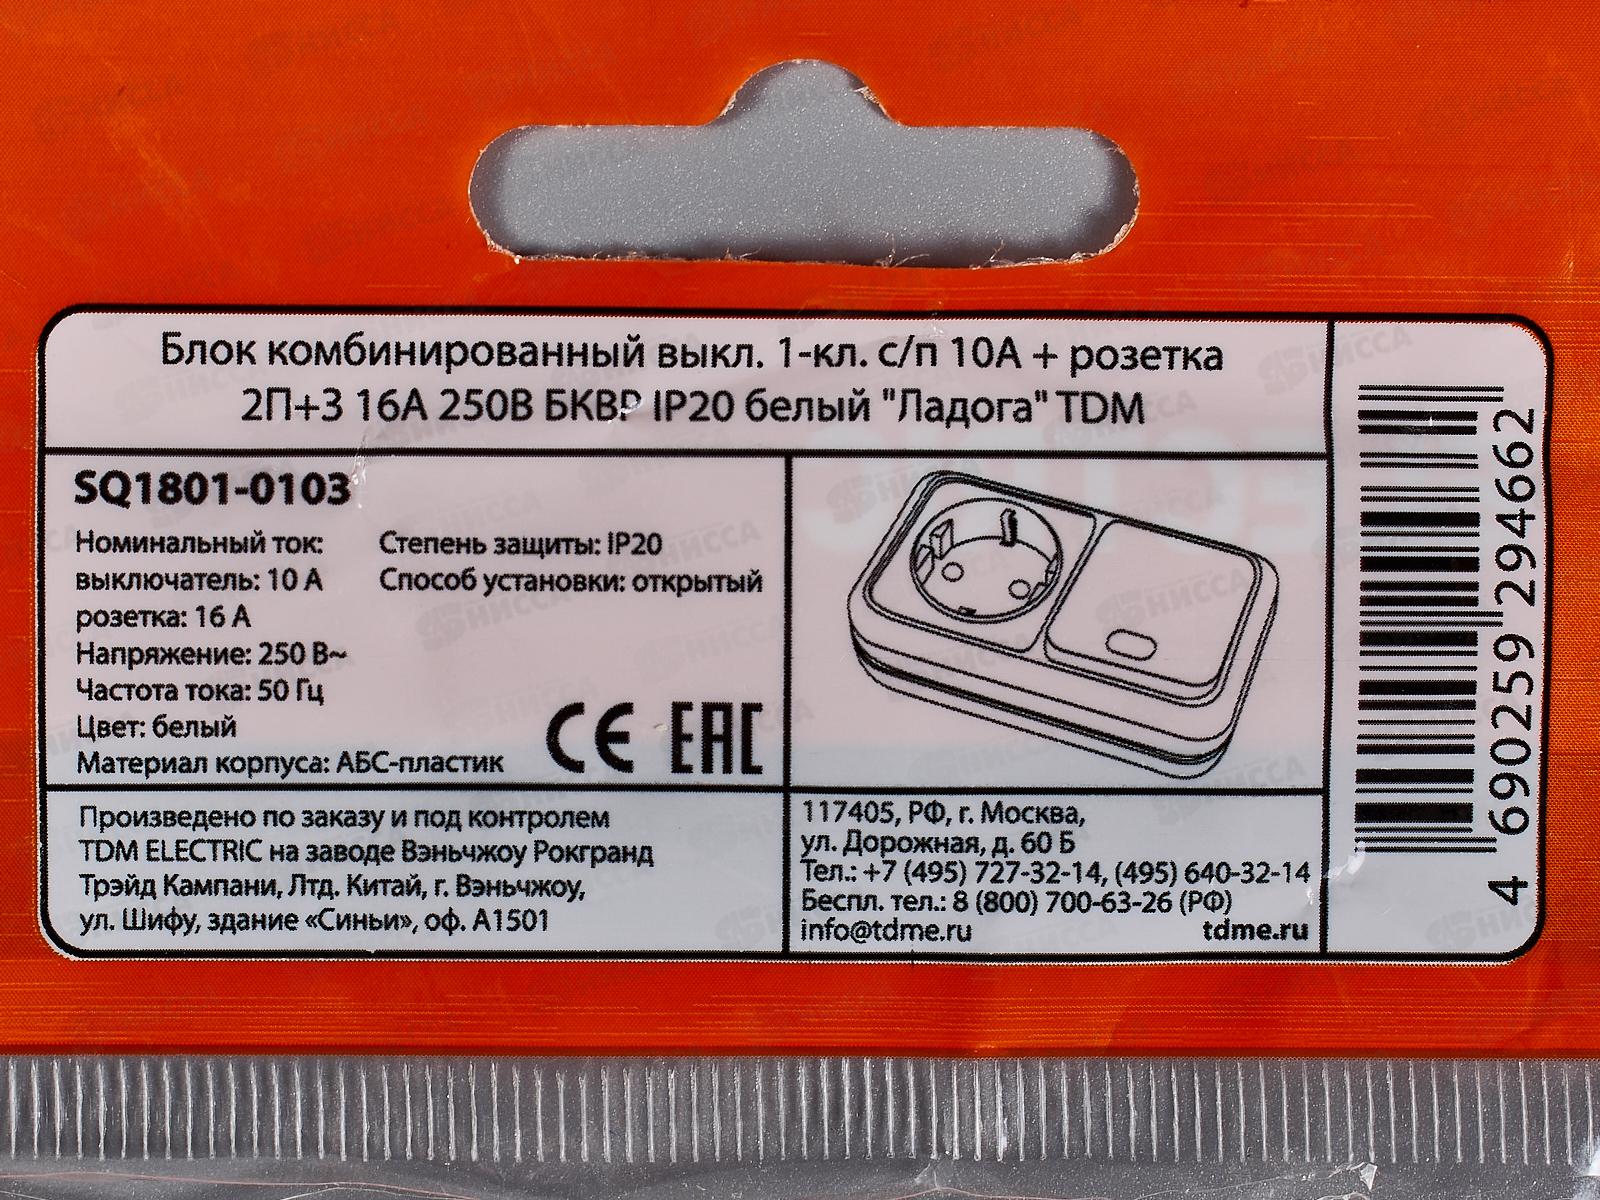 Блок комбинированный выкл. 1-кл. с/п 10А + розетка
2П+3 16А 250В БКВР IP20 белый "Ладога" TDM
SQ1801-0103
Номинальный ток:
выключатель: 10 А
розетка: 16 А
Напряжение: 250 В~
Частота тока: 50 Гц
Цвет: белый
Материал корпуса: АБС-пластик
Степень защиты: IP20
Способ установки: открытый
CE EAC
Произведено по заказу и под контролем
TDM ELECTRIC на заводе Вэньчжоу Рокгранд
Трэйд Кампани, Лтд. Китай, г. Вэньчжоу,
ул. Шифу, здание «Синьи», оф. А1501
117405, РФ, г. Москва,
ул. Дорожная, д. 60 Б
Тел.: +7 (495) 727-32-14, (495) 640-32-14
Беспл. тел.: 8 (800) 700-63-26 (РФ)
info@tdme.ru tdme.ru
4 690259 294662
НИССА